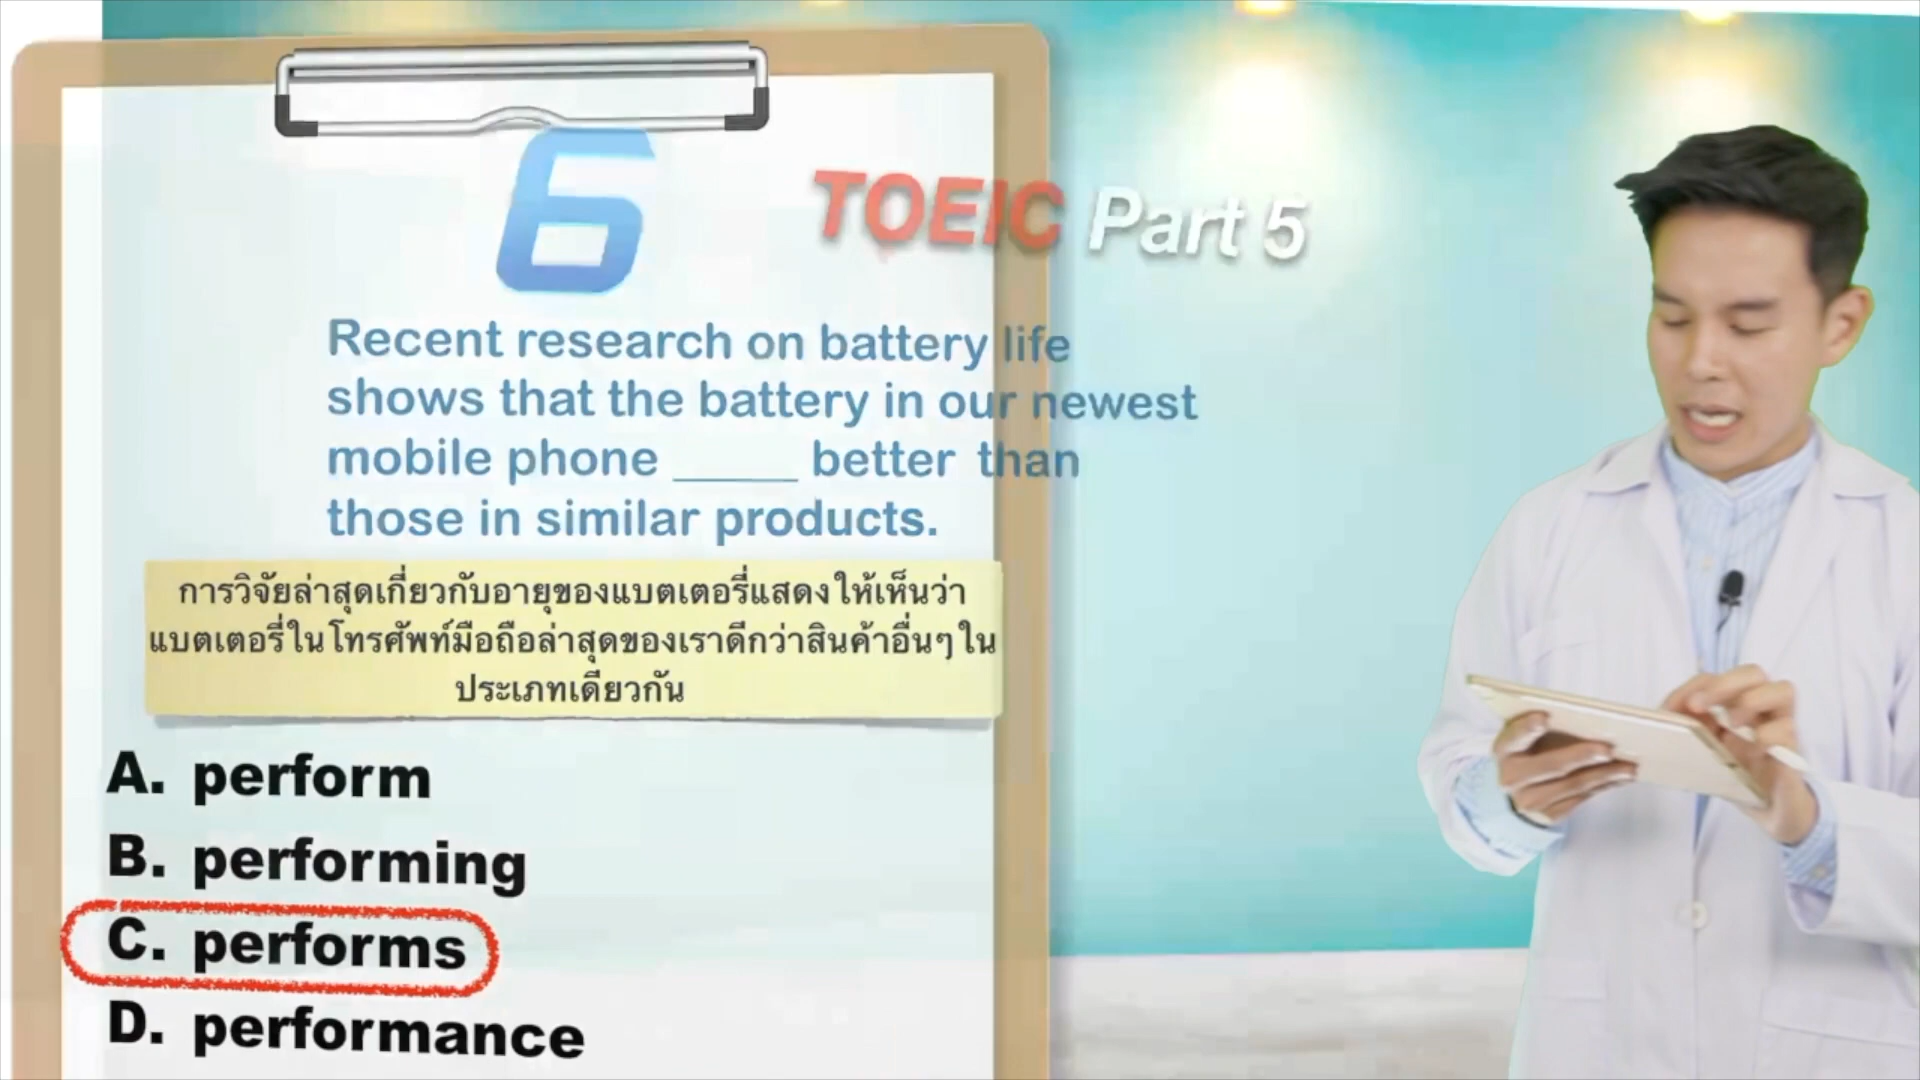 6
TOEIC Part 5
Recent research on battery life
shows that the battery in our newest
mobile phone _____ better than
those in similar products.
การวิจัยล่าสุดเกี่ยวกับอายุของแบตเตอรี่แสดงให้เห็นว่า
แบตเตอรี่ในโทรศัพท์มือถือล่าสุดของเราดีกว่าสินค้าอื่นๆ ใน
ประเภทเดียวกัน
A. perform
B. performing
C. performs
D. performance